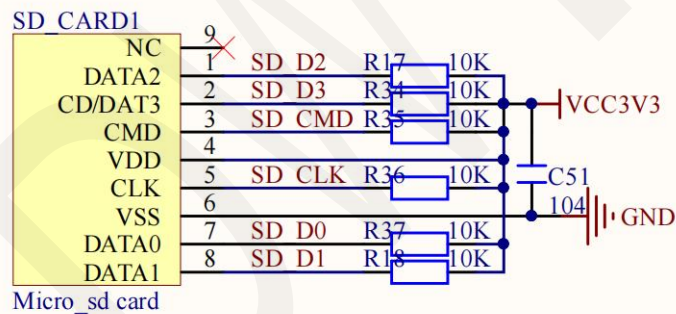 SD_CARD1
NC 9
DATA2 1 SD_D2 R17 10K
CD/DAT3 2 SD_D3 R34 10K VCC3V3
CMD 3 SD_CMD R35 10K
VDD 4
CLK 5 SD_CLK R36 10K C51
VSS 6 104 GND
DATA0 7 SD_D0 R37 10K
DATA1 8 SD_D1 R18 10K
Micro_sd card